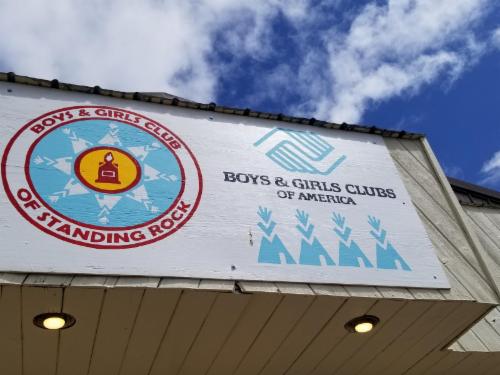 BOYS & GIRLS CLUB
OF STANDING ROCK
BOYS & GIRLS CLUBS
OF AMERICA